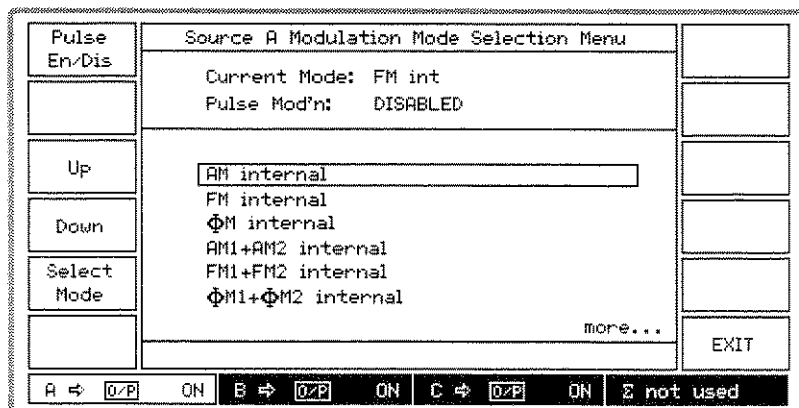 Pulse
En/Dis
Source A Modulation Mode Selection Menu
Current Mode: FM int
Pulse Mod'n: DISABLED
Up
Down
Select
Mode
AM internal
FM internal
ΦM internal
AM1+AM2 internal
FM1+FM2 internal
ΦM1+ΦM2 internal
more...
EXIT
A ⇨ O/P ON B ⇨ O/P ON C ⇨ O/P ON Σ not used